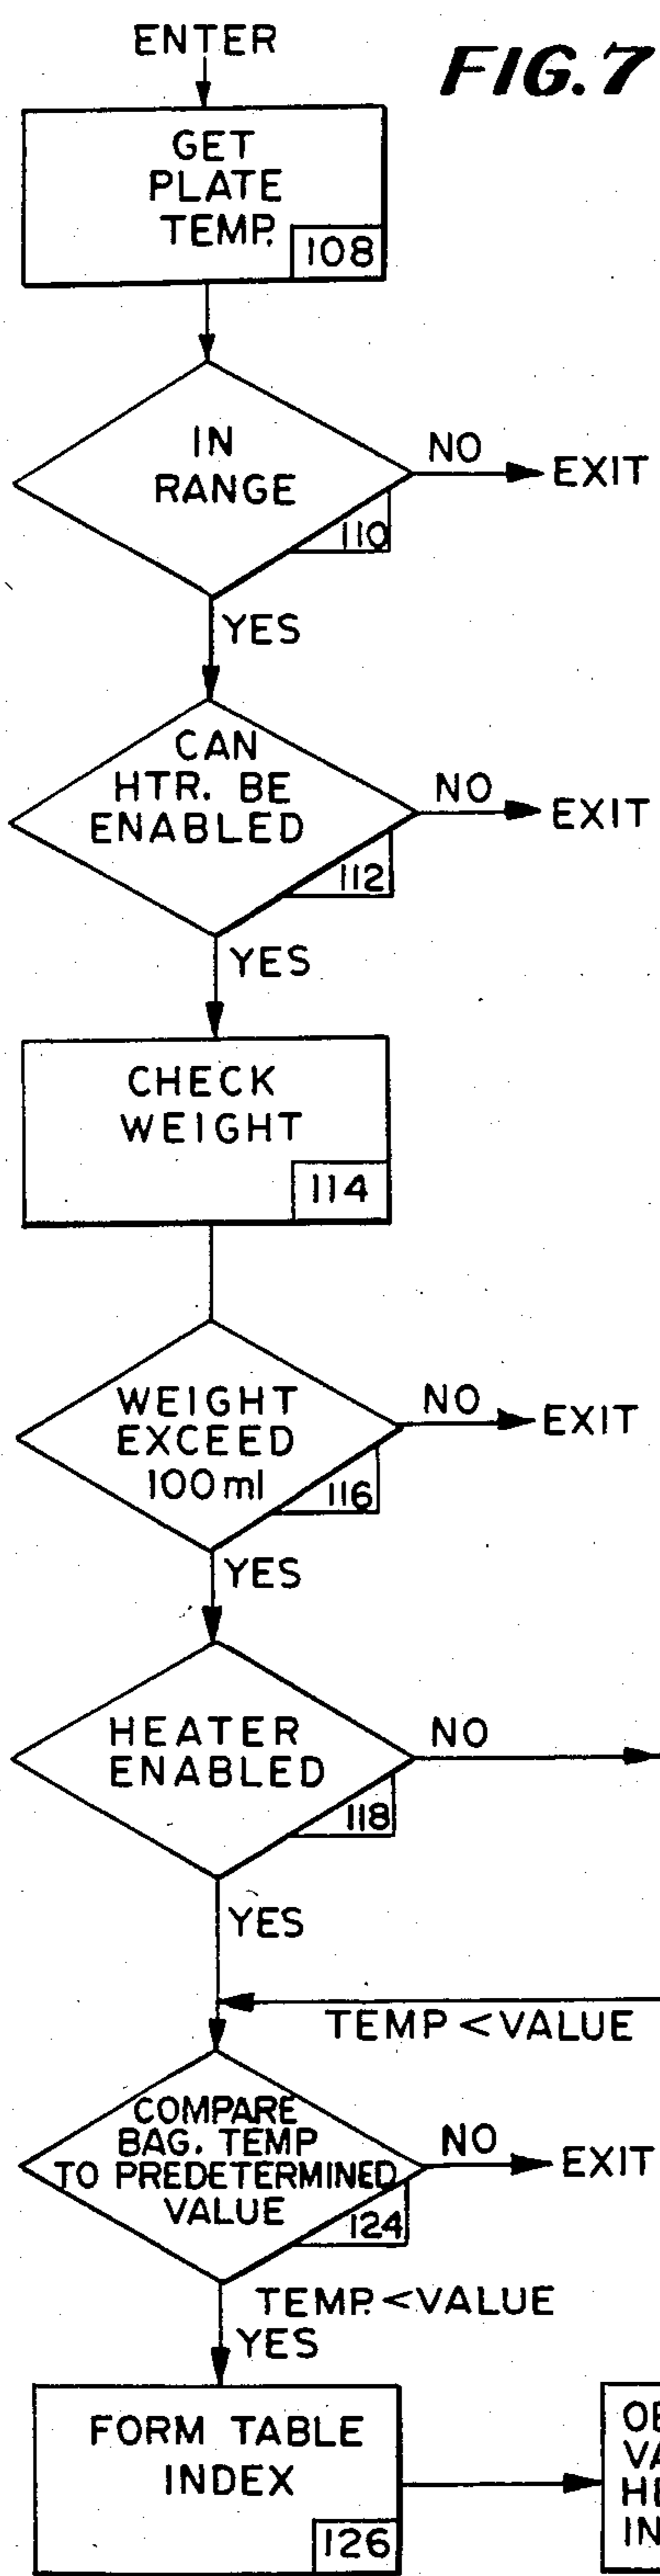 ENTER
FIG. 7
GET
PLATE
TEMP.
108
IN
RANGE
110
NO
EXIT
YES
CAN
HTR. BE
ENABLED
112
NO
EXIT
YES
CHECK
WEIGHT
114
WEIGHT
EXCEED
100 ml
116
NO
EXIT
YES
HEATER
ENABLED
118
NO
YES
TEMP < VALUE
COMPARE
BAG. TEMP
TO PREDETERMINED
VALUE
124
NO
EXIT
TEMP. < VALUE
YES
FORM TABLE
INDEX
126